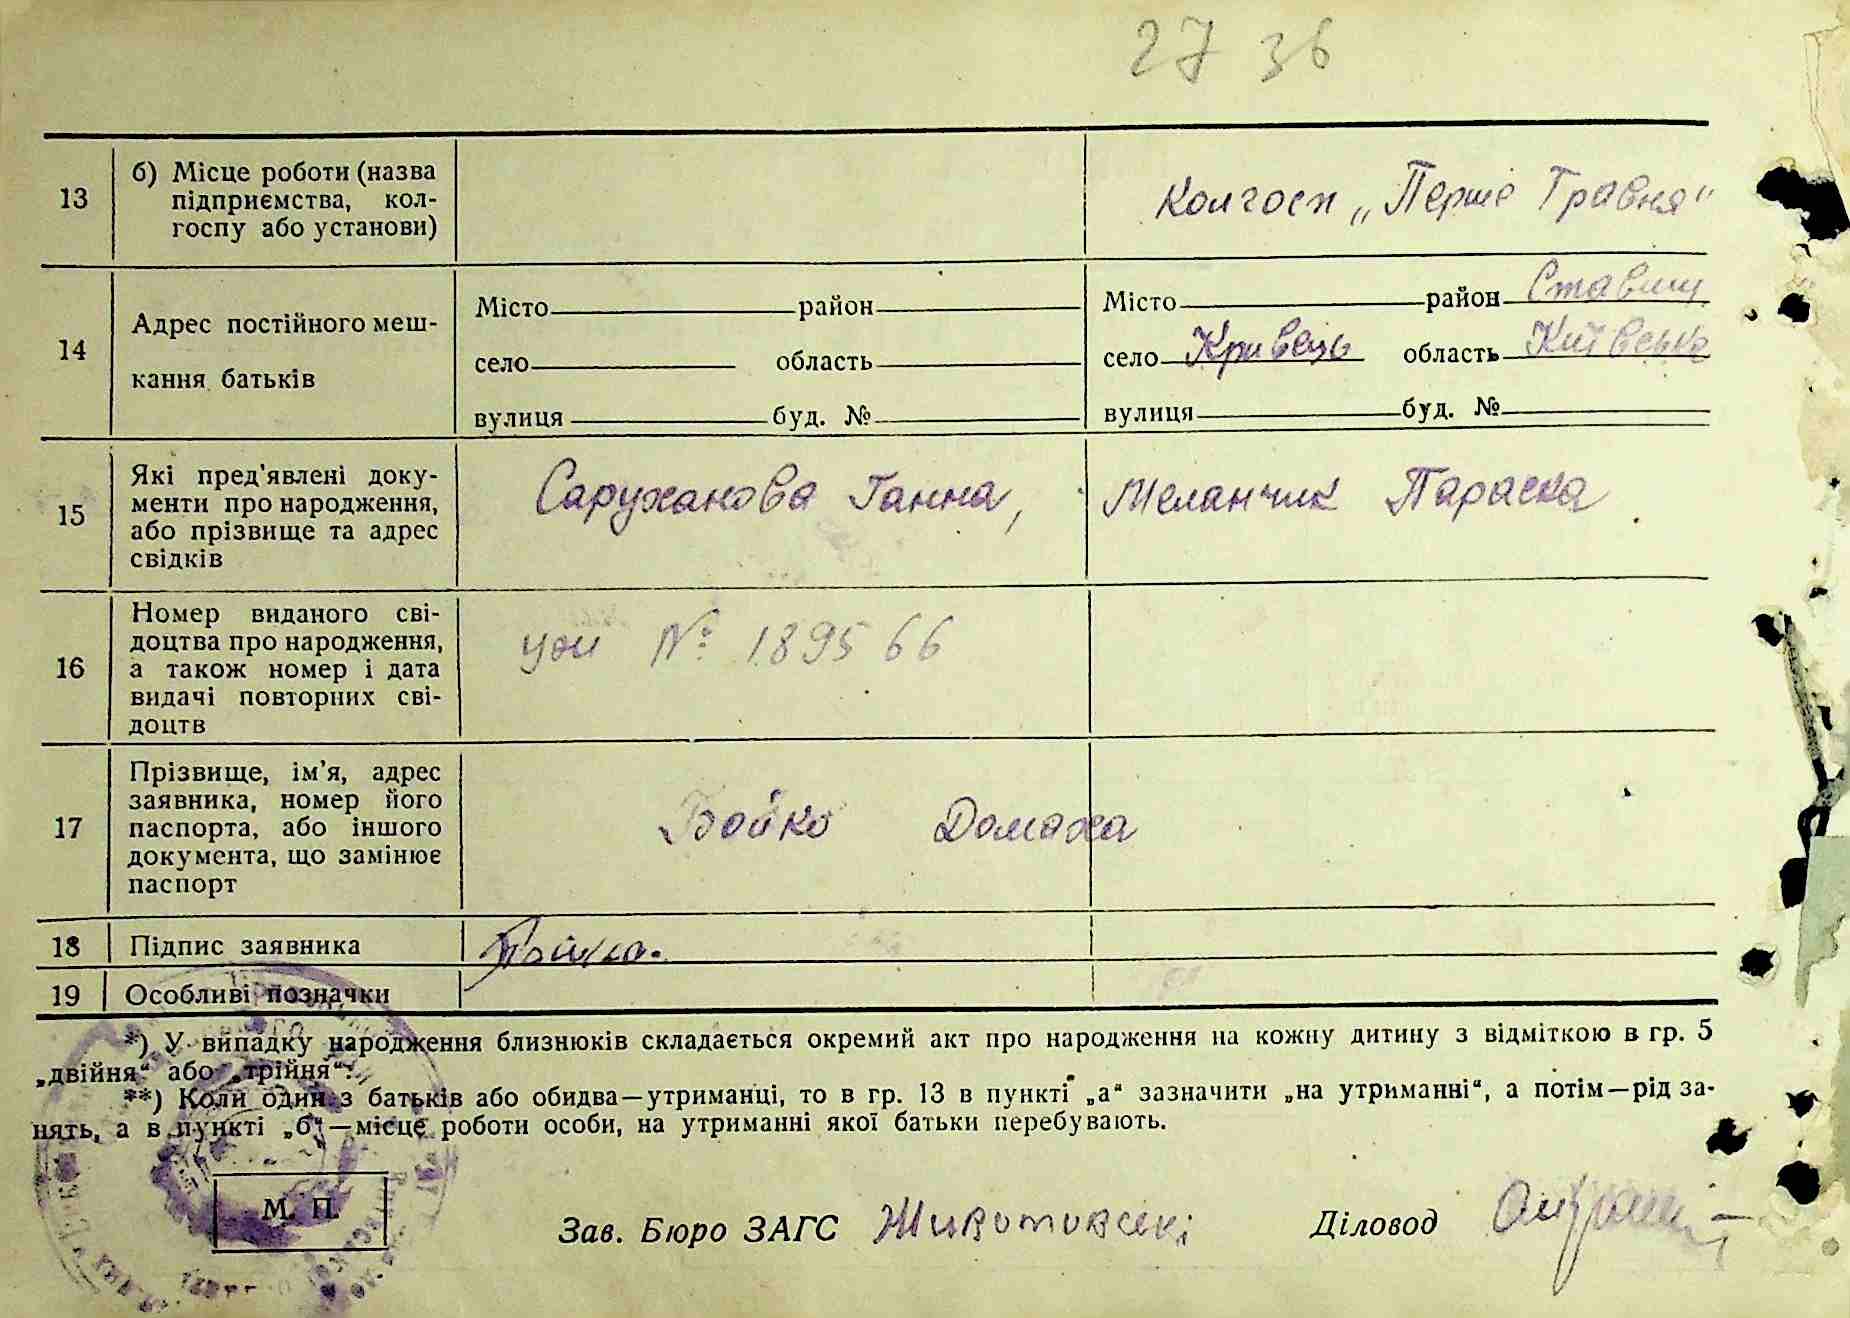 27 36
13
б) Місце роботи (назва
підприємства, кол-
госпу або установи)
Колгосп „Перше Травня"
14
Адрес постійного меш-
кання батьків
Місто район
село область
вулиця буд. №
Місто район Ставищ.
село Кривець область Київська
вулиця буд. №
15
Які пред'явлені доку-
менти про народження,
або прізвище та адрес
свідків
Саруханова Ганна, Меланчик Параска.
16
Номер виданого сві-
доцтва про народження,
а також номер і дата
видачі повторних сві-
доцтв
№ 189566
17
Прізвище, ім'я, адрес
заявника, номер його
паспорта, або іншого
документа, що замінює
паспорт
Бойко Домаха
18 Підпис заявника
19 Особливі позначки
*) У випадку народження близнюків складається окремий акт про народження на кожну дитину з відміткою в гр. 5
„двійня“ або „трійня“.
**) Коли один з батьків або обидва—утриманці, то в гр. 13 в пункті „а“ зазначити „на утриманні“, а потім—рід за-
нять, а в пункті „б“—місце роботи особи, на утриманні якої батьки перебувають.
М. П.
Зав. Бюро ЗАГС Животовскі Діловод